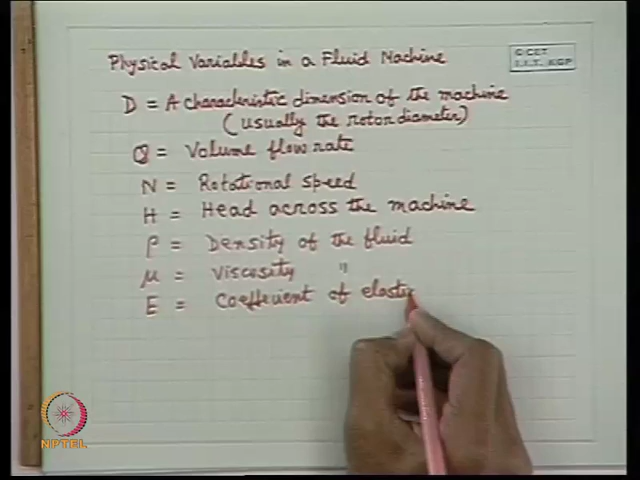 Physical Variables in a Fluid Machine
© CET
I.I.T. KGP
D = A characteristic dimension of the machine
(usually the rotor diameter)
Q = Volume flow rate
N = Rotational speed
H = Head across the machine
ρ = Density of the fluid
μ = Viscosity "
E = Coefficient of elastic
NPTEL